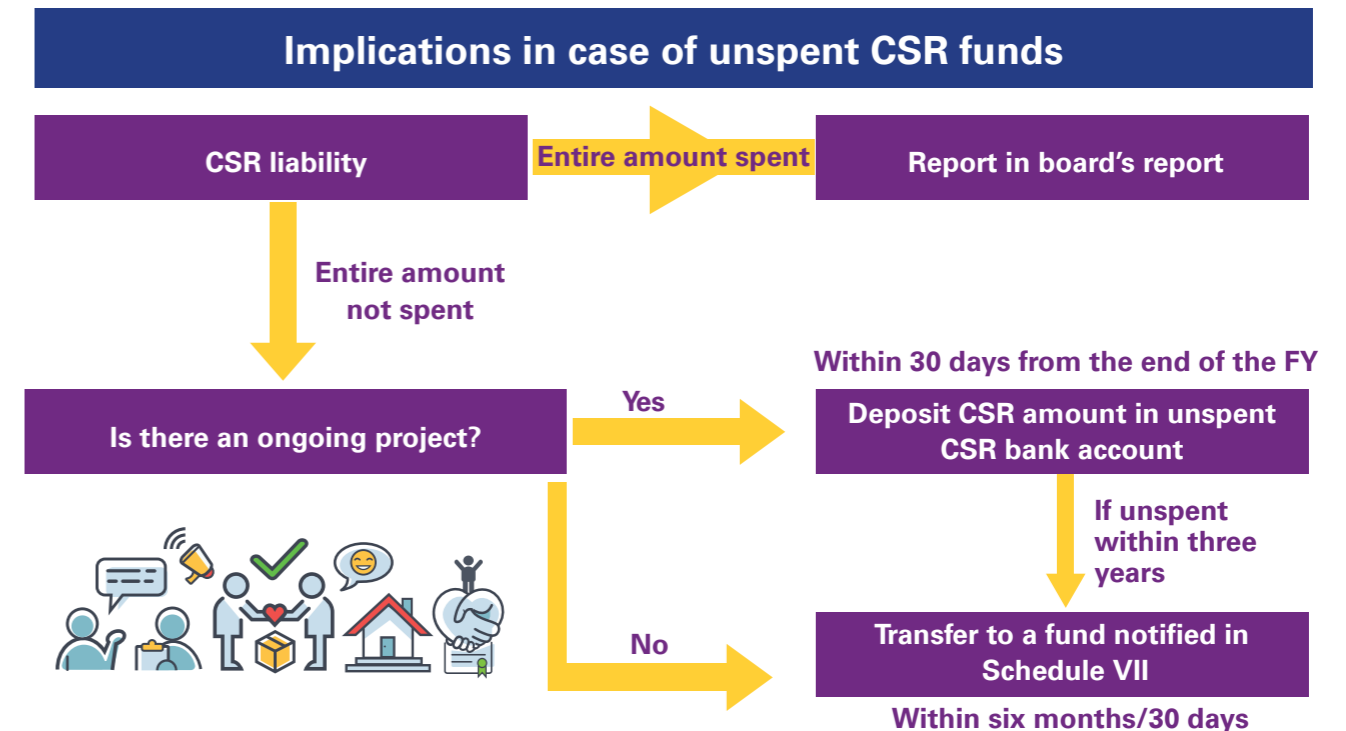 Implications in case of unspent CSR funds
CSR liability
Entire amount spent
Report in board’s report
Entire amount
not spent
Within 30 days from the end of the FY
Is there an ongoing project?
Yes
Deposit CSR amount in unspent
CSR bank account
If unspent
within three
years
No
Transfer to a fund notified in
Schedule VII
Within six months/30 days